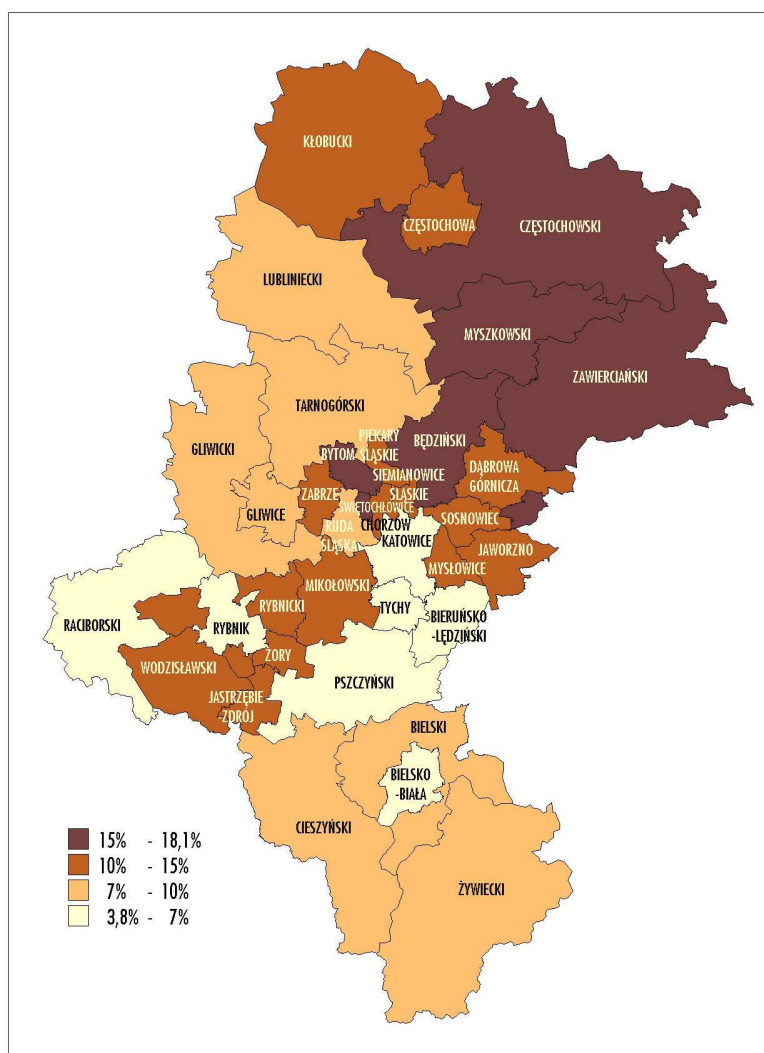 KŁOBUCKI
CZĘSTOCHOWA
CZĘSTOCHOWSKI
LUBLINIECKI
MYSZKOWSKI
ZAWIERCIAŃSKI
TARNOGÓRSKI
GLIWICKI
PIEKARY
ŚLĄSKIE
BĘDZIŃSKI
BYTOM
SIEMIANOWICE
ŚLĄSKIE
DĄBROWA
GÓRNICZA
ZABRZE
GLIWICE
ŚWIĘTOCHŁOWICE
RUDA
ŚLĄSKA
CHORZÓW
KATOWICE
SOSNOWIEC
JAWORZNO
MYSŁOWICE
MIKOŁOWSKI
RYBNICKI
TYCHY
BIERUŃSKO
-LĘDZIŃSKI
RACIBORSKI
RYBNIK
ŻORY
WODZISŁAWSKI
PSZCZYŃSKI
JASTRZĘBIE
-ZDRÓJ
BIELSKI
BIELSKO
-BIAŁA
CIESZYŃSKI
ŻYWIECKI
15% - 18,1%
10% - 15%
7% - 10%
3,8% - 7%